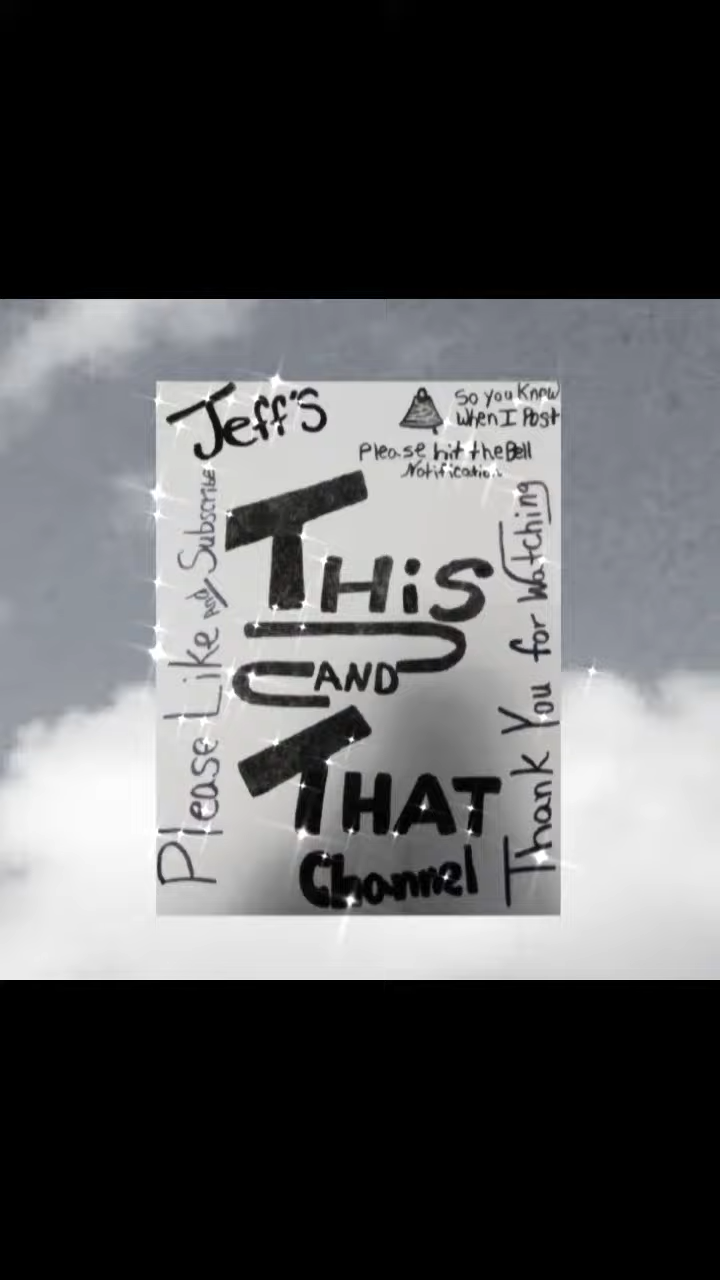 Jeff's
So you Know
When I Post
Please hit the Bell
Notification
THiS
AND
THAT
Channel
Please Like and Subscribe
Thank You for Watching